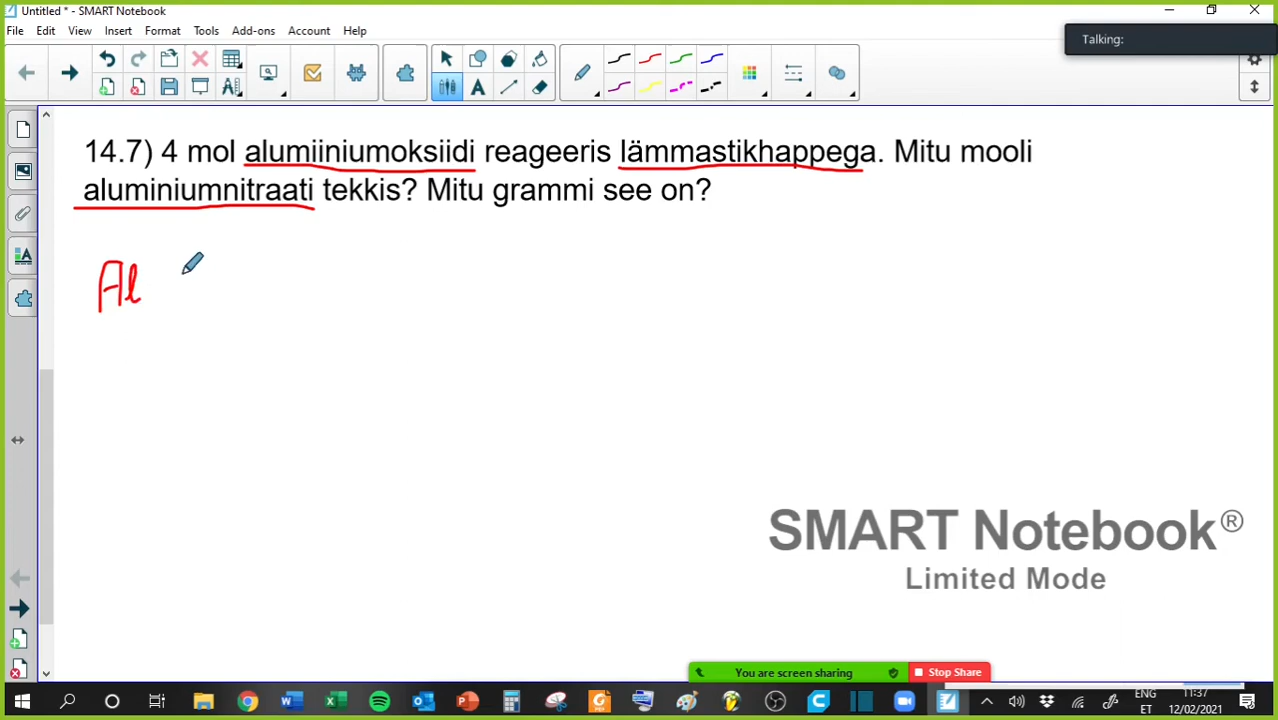 Untitled * - SMART Notebook
File Edit View Insert Format Tools Add-ons Account Help
Talking:
14.7) 4 mol alumiiniumoksiidi reageeris lämmastikhappega. Mitu mooli
aluminiumnitraati tekkis? Mitu grammi see on?
Al
SMART Notebook®
Limited Mode
You are screen sharing Stop Share
ENG 11:37
ET 12/02/2021